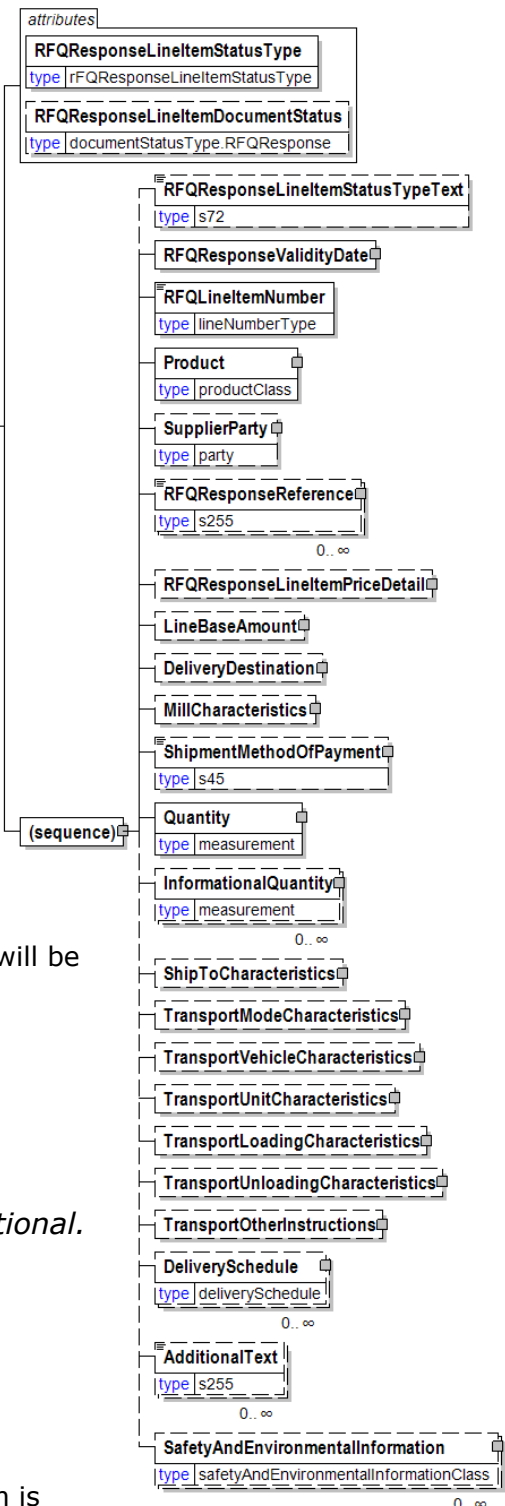 attributes
RFQResponseLineItemStatusType
type rFQResponseLineItemStatusType
RFQResponseLineItemDocumentStatus
type documentStatusType.RFQResponse
RFQResponseLineItemStatusTypeText
type s72
RFQResponseValidityDate
RFQLineItemNumber
type lineNumberType
Product
type productClass
SupplierParty
type party
RFQResponseReference
type s255
0.. ∞
RFQResponseLineItemPriceDetail
LineBaseAmount
DeliveryDestination
MillCharacteristics
ShipmentMethodOfPayment
type s45
(sequence)
Quantity
type measurement
InformationalQuantity
type measurement
0.. ∞
will be
ShipToCharacteristics
TransportModeCharacteristics
TransportVehicleCharacteristics
TransportUnitCharacteristics
TransportLoadingCharacteristics
TransportUnloadingCharacteristics
tional.
TransportOtherInstructions
DeliverySchedule
type deliverySchedule
0.. ∞
AdditionalText
type s255
0.. ∞
SafetyAndEnvironmentalInformation
type safetyAndEnvironmentalInformationClass
n is
0.. ∞